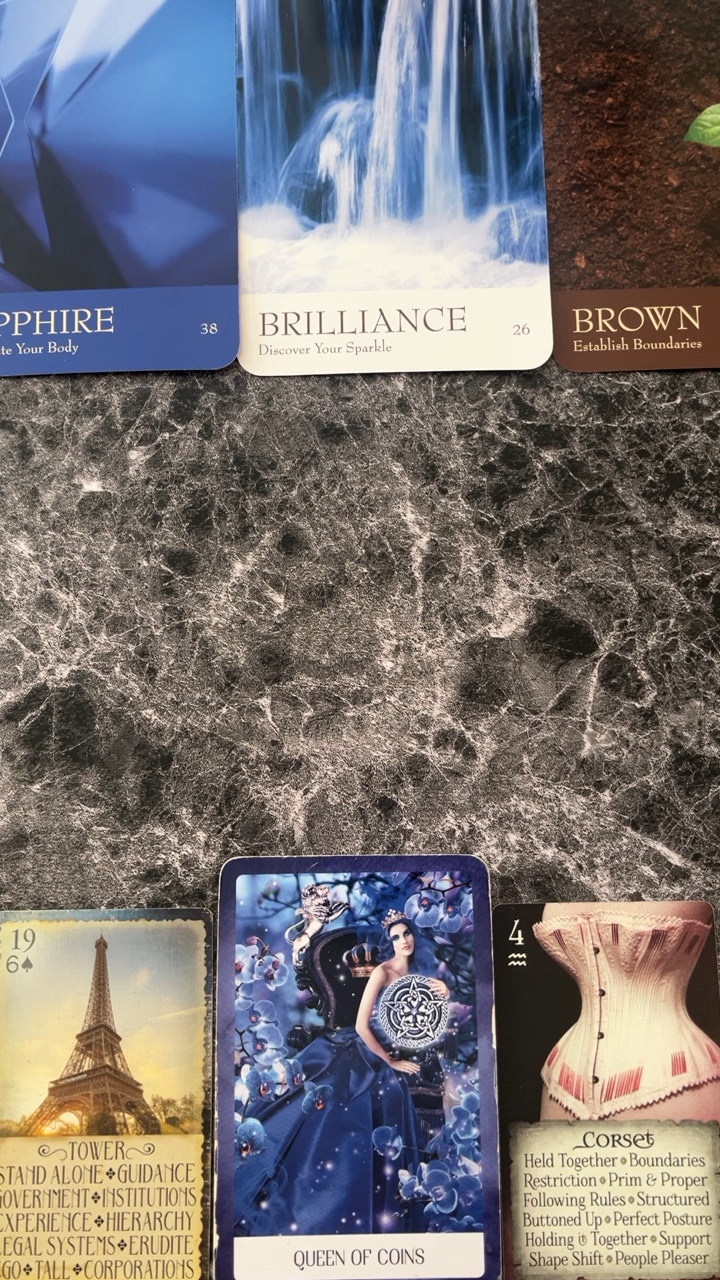 PPHIRE
te Your Body
38
BRILLIANCE
Discover Your Sparkle
26
BROWN
Establish Boundaries
19
6♠
TOWER
STAND ALONE❖GUIDANCE
GOVERNMENT❖INSTITUTIONS
EXPERIENCE❖HIERARCHY
LEGAL SYSTEMS❖ERUDITE
GO❖TALL❖CORPORATIONS
QUEEN OF COINS
4
♒
CORSET
Held Together • Boundaries
Restriction • Prim & Proper
Following Rules • Structured
Buttoned Up • Perfect Posture
Holding it Together • Support
Shape Shift • People Pleaser